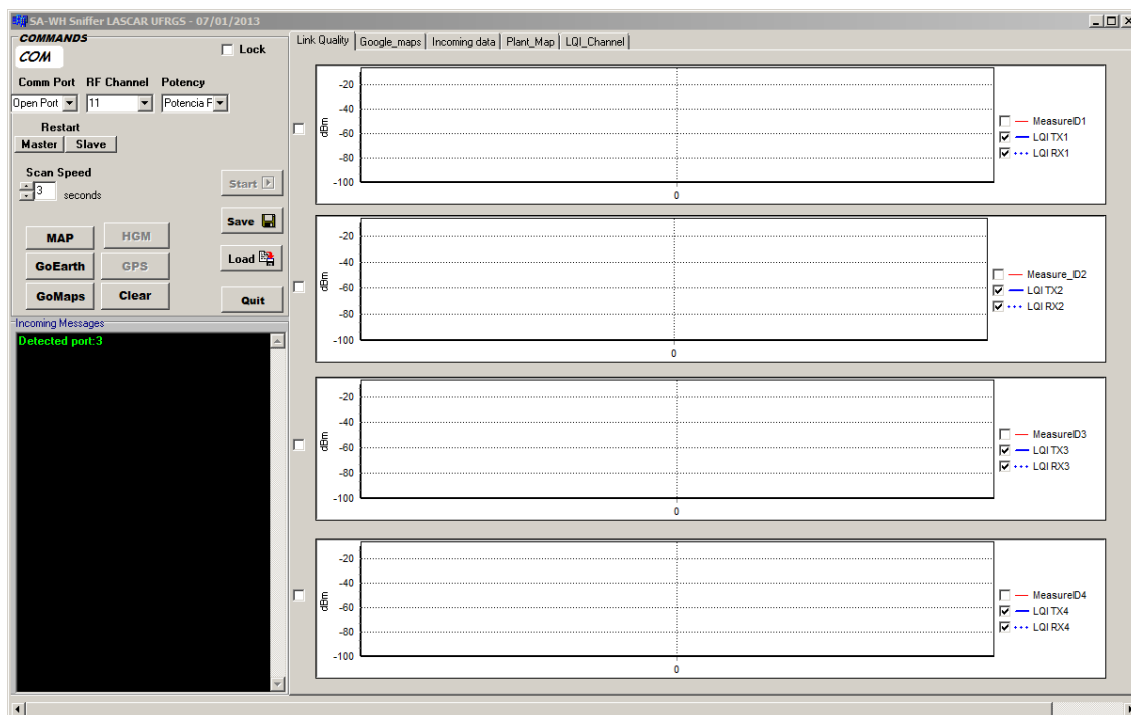 SA-WH Sniffer LASCAR UFRGS - 07/01/2013
COMMANDS
COM
Lock
Comm Port RF Channel Potency
Open Port 11 Potencia F
Restart
Master Slave
Scan Speed
3 seconds
Start
Save
Load
Quit
MAP HGM
GoEarth GPS
GoMaps Clear
Incoming Messages
Detected port:3
Link Quality Google_maps Incoming data Plant_Map LQI_Channel
dBm
-20
-40
-60
-80
-100
0
MeasureID1
LQI TX1
LQI RX1
dBm
-20
-40
-60
-80
-100
0
Measure_ID2
LQI TX2
LQI RX2
dBm
-20
-40
-60
-80
-100
0
MeasureID3
LQI TX3
LQI RX3
dBm
-20
-40
-60
-80
-100
0
MeasureID4
LQI TX4
LQI RX4